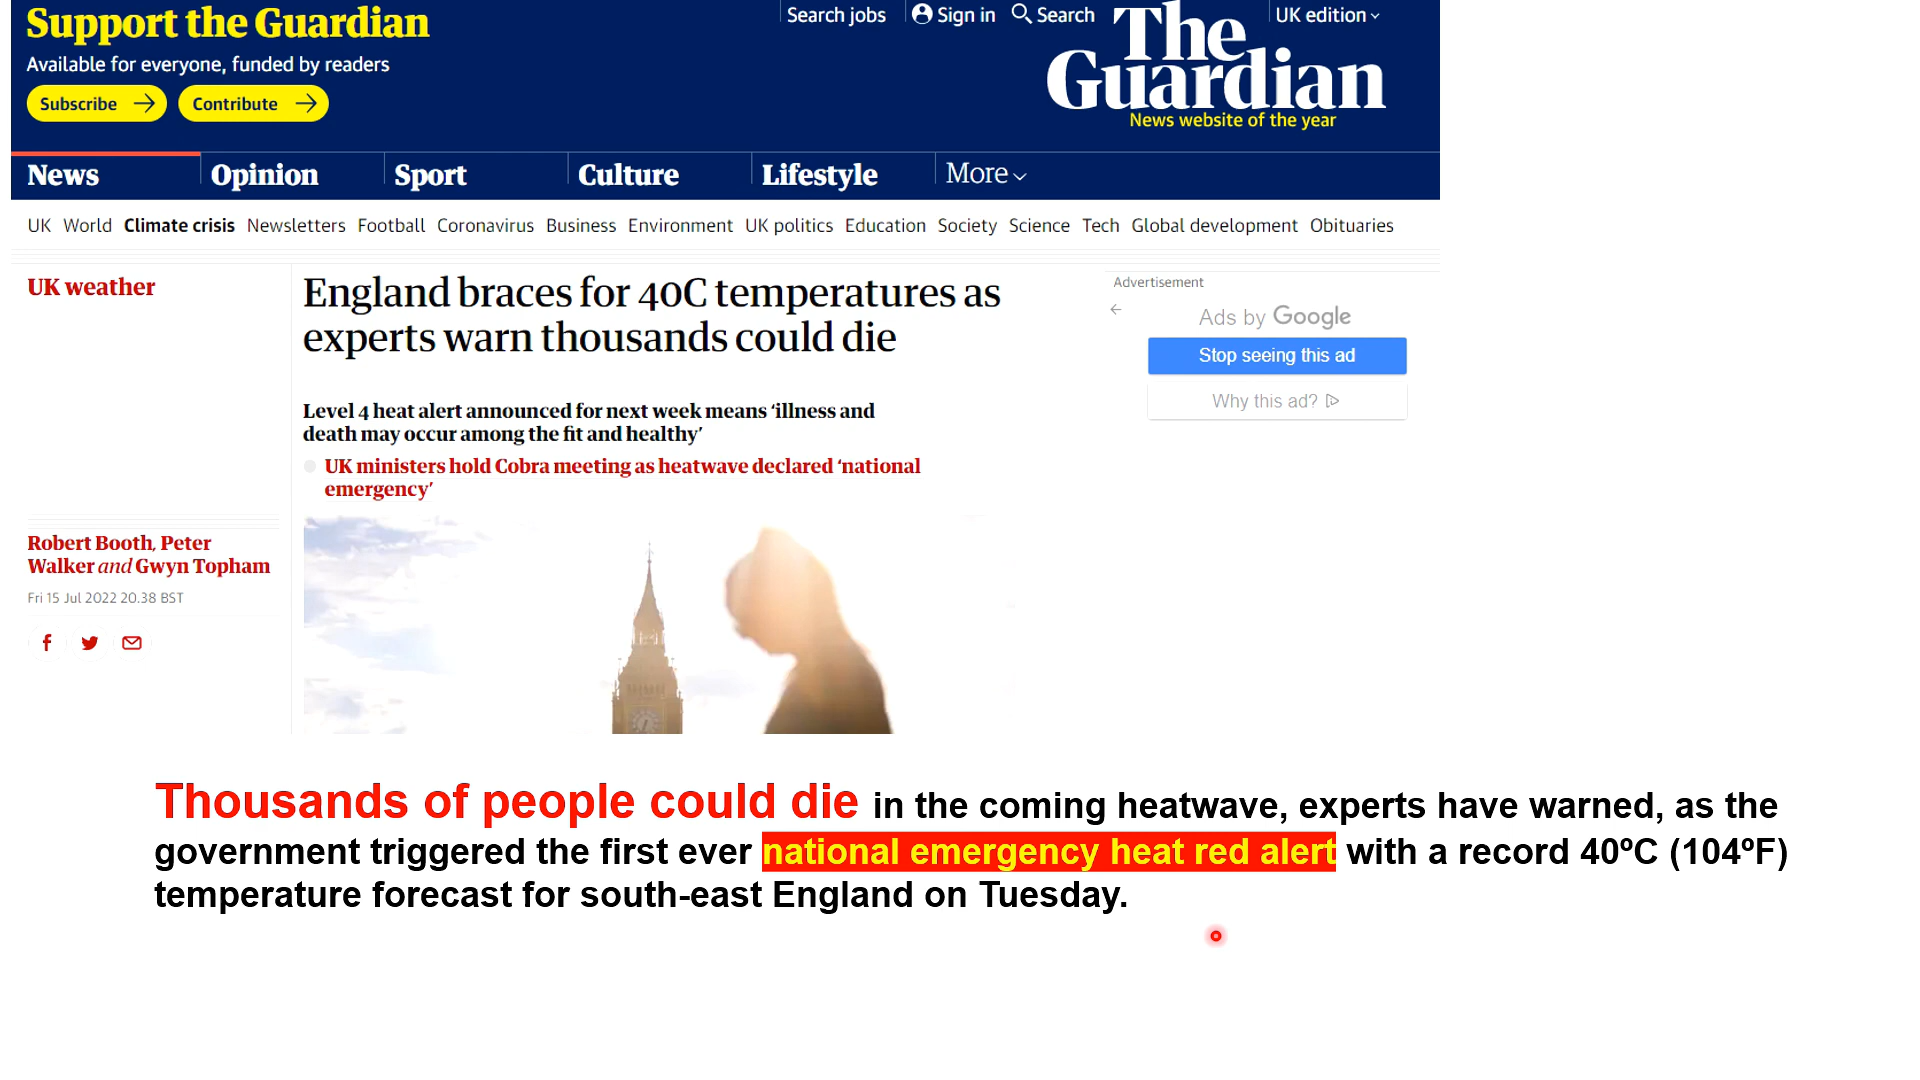 Support the Guardian
Available for everyone, funded by readers
Subscribe
Contribute
Search jobs
Sign in
Search
UK edition
The
Guardian
News website of the year
News
Opinion
Sport
Culture
Lifestyle
More
UK World Climate crisis Newsletters Football Coronavirus Business Environment UK politics Education Society Science Tech Global development Obituaries
UK weather
England braces for 40C temperatures as
experts warn thousands could die
Level 4 heat alert announced for next week means ‘illness and
death may occur among the fit and healthy’
UK ministers hold Cobra meeting as heatwave declared ‘national
emergency’
Robert Booth, Peter
Walker and Gwyn Topham
Fri 15 Jul 2022 20.38 BST
Advertisement
Ads by Google
Stop seeing this ad
Why this ad?
Thousands of people could die in the coming heatwave, experts have warned, as the
government triggered the first ever national emergency heat red alert with a record 40ºC (104ºF)
temperature forecast for south-east England on Tuesday.